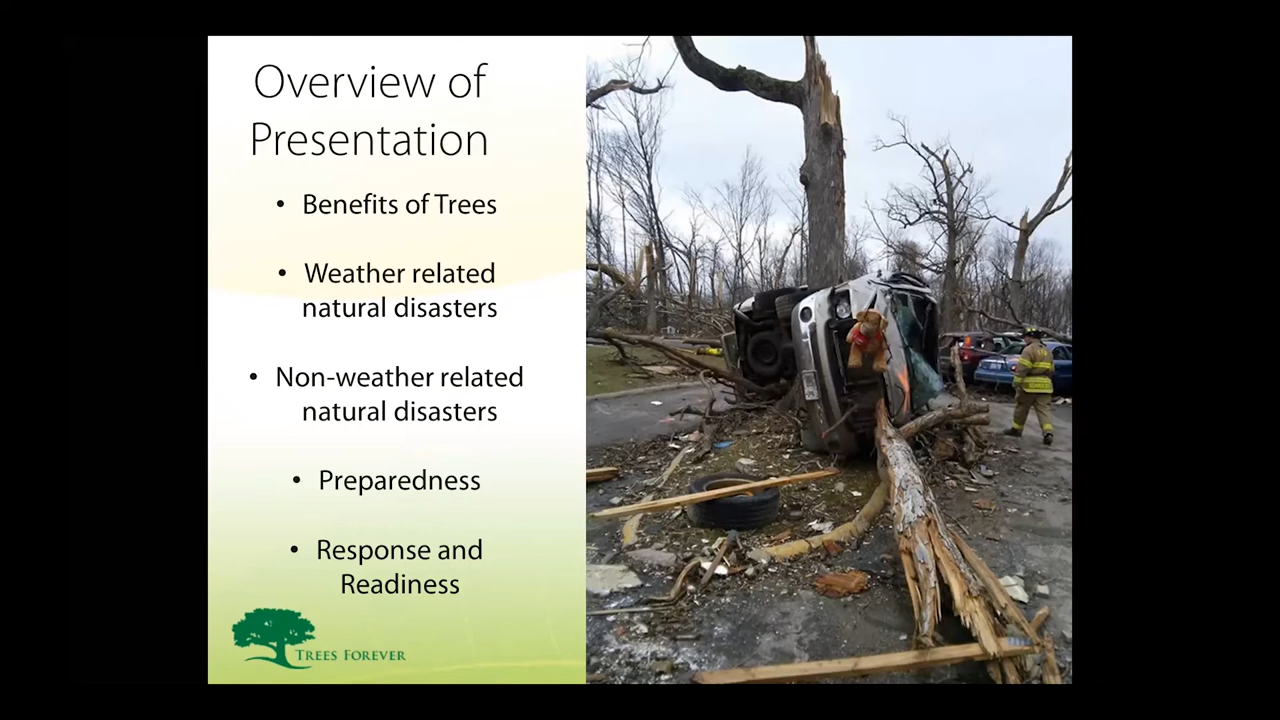 Overview of
Presentation
• Benefits of Trees
• Weather related
natural disasters
• Non-weather related
natural disasters
• Preparedness
• Response and
Readiness
TREES FOREVER